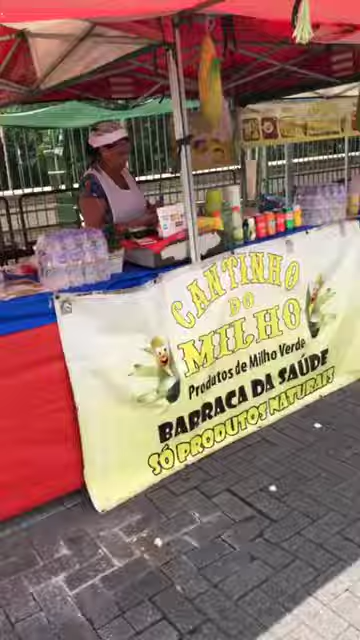 CANTINHO
DO
MILHO
Produtos de Milho Verde
BARRACA DA SAÚDE
SÓ PRODUTOS NATURAIS